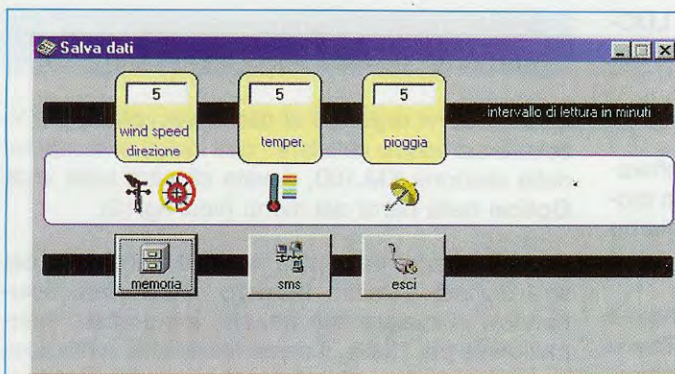 Salva dati
5 5 5
intervallo di lettura in minuti
wind speed
direzione
temper.
pioggia
memoria
sms
esci